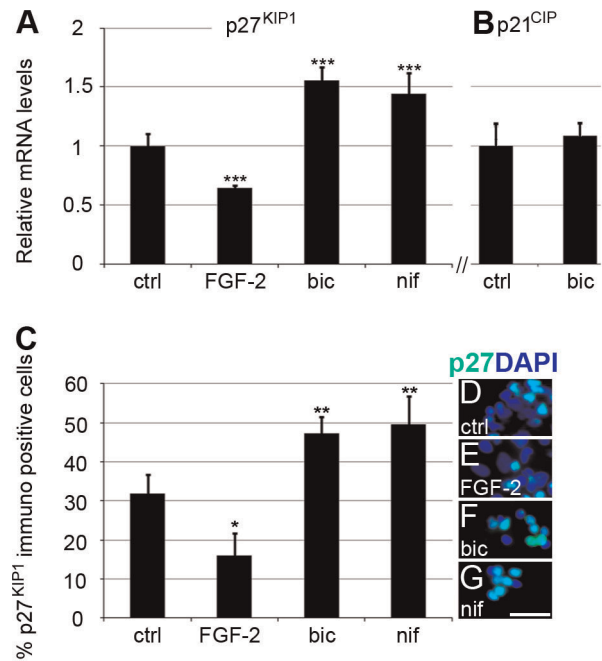 A
p27KIP1
B
p21CIP
Relative mRNA levels
2
1.5
1
0.5
0
***
***
***
ctrl
FGF-2
bic
nif
//
ctrl
bic
C
% p27KIP1 immuno positive cells
60
50
40
30
20
10
0
*
**
**
ctrl
FGF-2
bic
nif
p27DAPI
D
ctrl
E
FGF-2
F
bic
G
nif